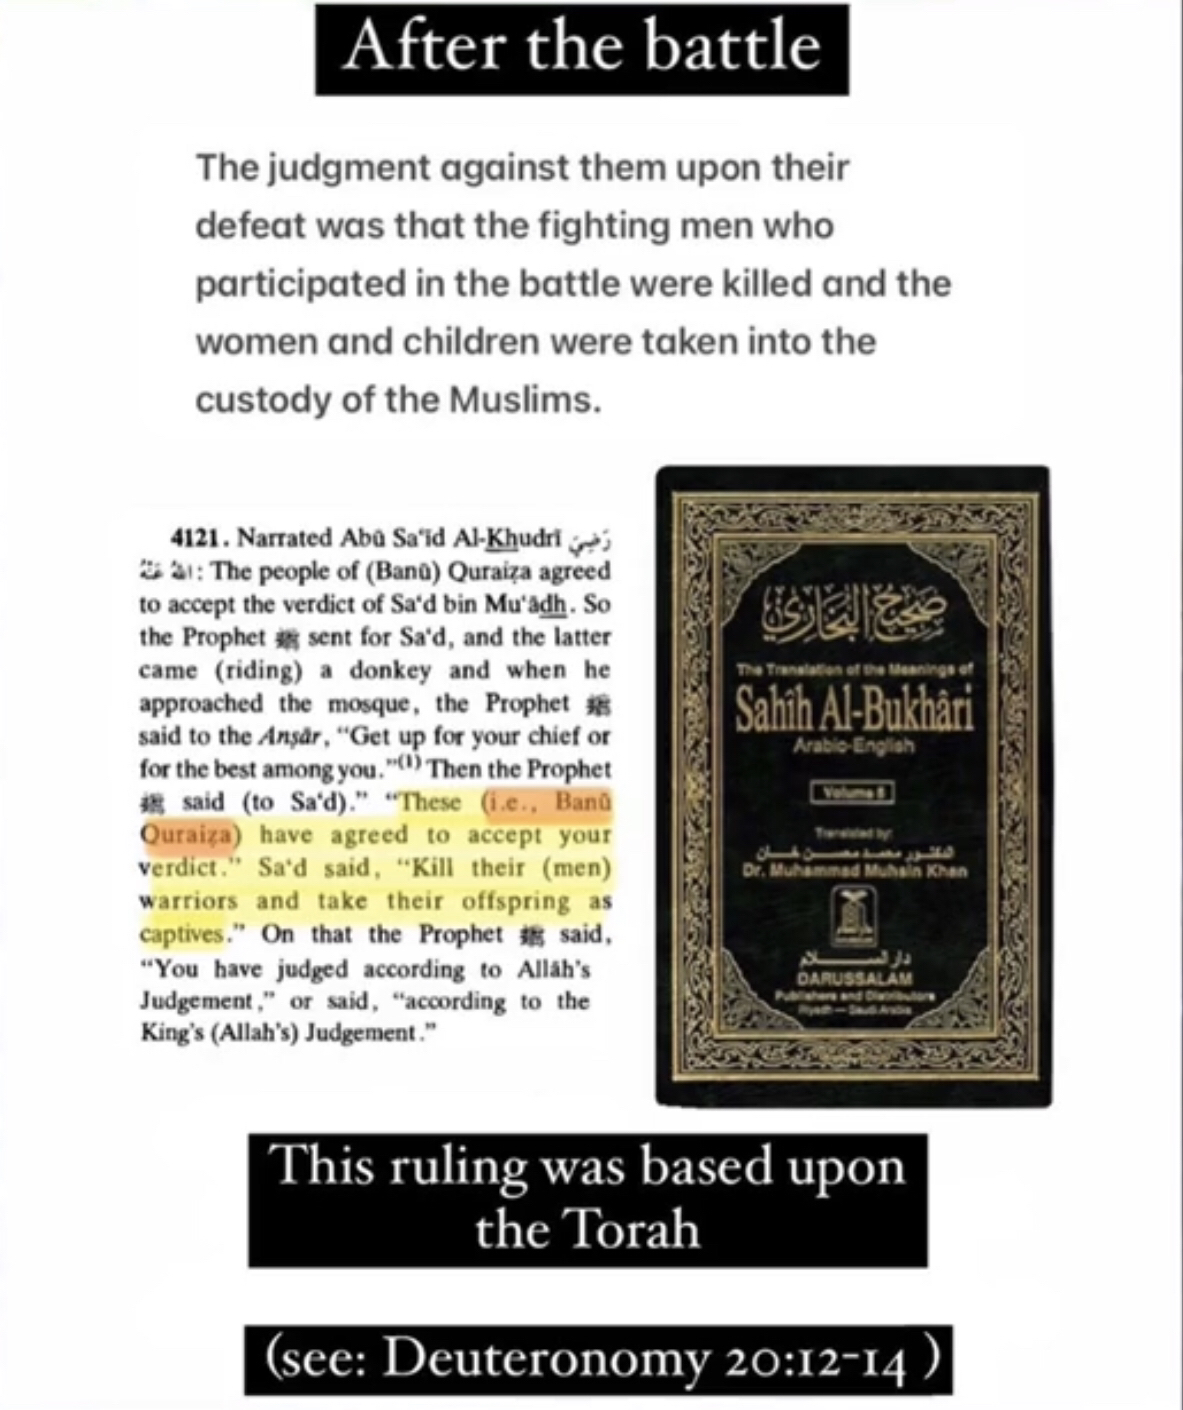 After the battle
The judgment against them upon their
defeat was that the fighting men who
participated in the battle were killed and the
women and children were taken into the
custody of the Muslims.
4121. Narrated Abû Sa'îd Al-Khudrî رَضِيَ
اللهُ عَنْهُ: The people of (Banû) Quraiẓa agreed
to accept the verdict of Sa'd bin Mu'âdh. So
the Prophet ﷺ sent for Sa'd, and the latter
came (riding) a donkey and when he
approached the mosque, the Prophet ﷺ
said to the Anṣâr, “Get up for your chief or
for the best among you.”(1) Then the Prophet
ﷺ said (to Sa'd).” “These (i.e., Banû
Quraiẓa) have agreed to accept your
verdict.” Sa'd said, “Kill their (men)
warriors and take their offspring as
captives.” On that the Prophet ﷺ said,
“You have judged according to Allâh's
Judgement,” or said, “according to the
King's (Allah's) Judgement.”
صحيح البخاري
The Translation of the Meanings of
Sahîh Al-Bukhâri
Arabic-English
Volume
Translated by:
الدكتور محمد محسن خان
Dr. Muhammad Muhsin Khan
دار السلام
DARUSSALAM
Publishers and Distributors
Riyadh – Saudi Arabia
This ruling was based upon
the Torah
(see: Deuteronomy 20:12-14 )